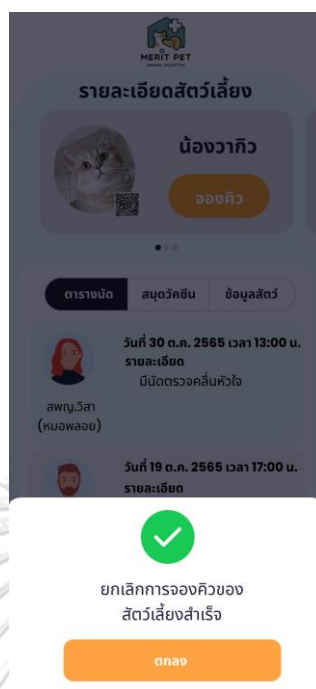 MERIT PET
ANIMAL HOSPITAL
รายละเอียดสัตว์เลี้ยง
น้องวากิว
จองคิว
ตารางนัด สมุดวัคซีน ข้อมูลสัตว์
วันที่ 30 ต.ค. 2565 เวลา 13:00 น.
รายละเอียด
มีนัดตรวจคลื่นหัวใจ
สพญ.วิสา
(หมอพลอย)
วันที่ 19 ต.ค. 2565 เวลา 17:00 น.
รายละเอียด
ยกเลิกการจองคิวของ
สัตว์เลี้ยงสำเร็จ
ตกลง